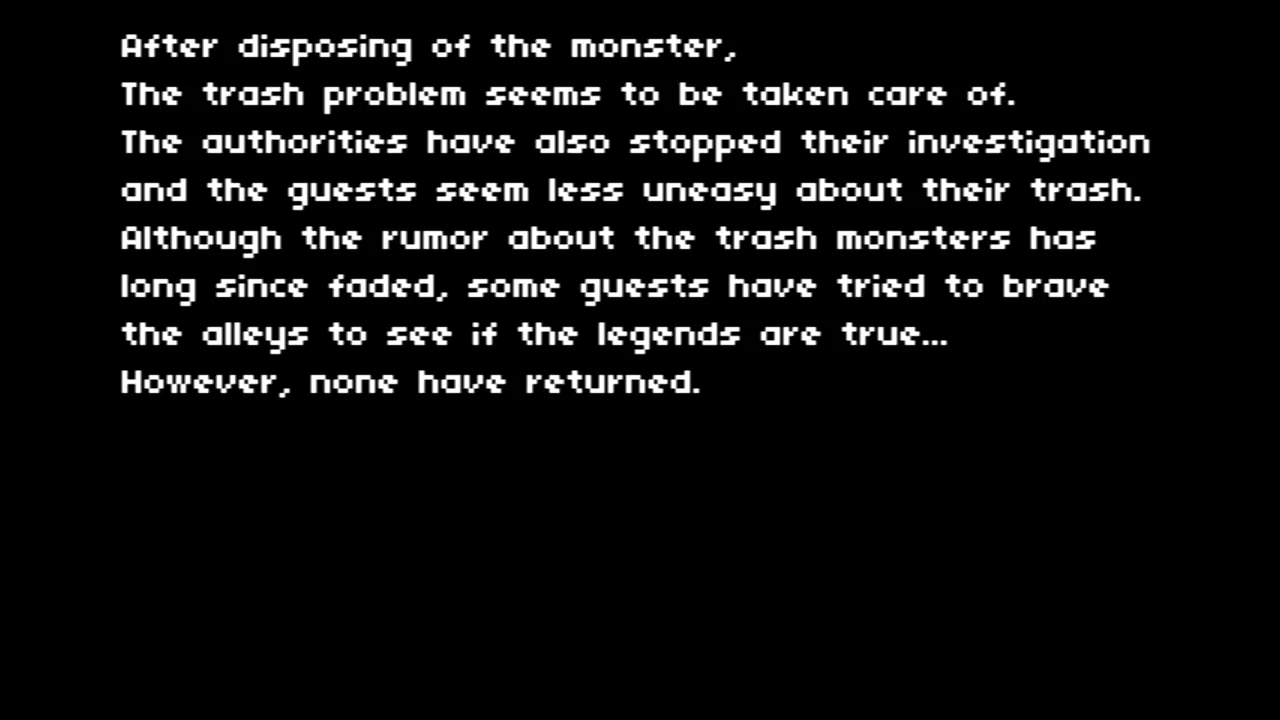 After disposing of the monster,
The trash problem seems to be taken care of.
The authorities have also stopped their investigation
and the guests seem less uneasy about their trash.
Although the rumor about the trash monsters has
long since faded, some guests have tried to brave
the alleys to see if the legends are true...
However, none have returned.